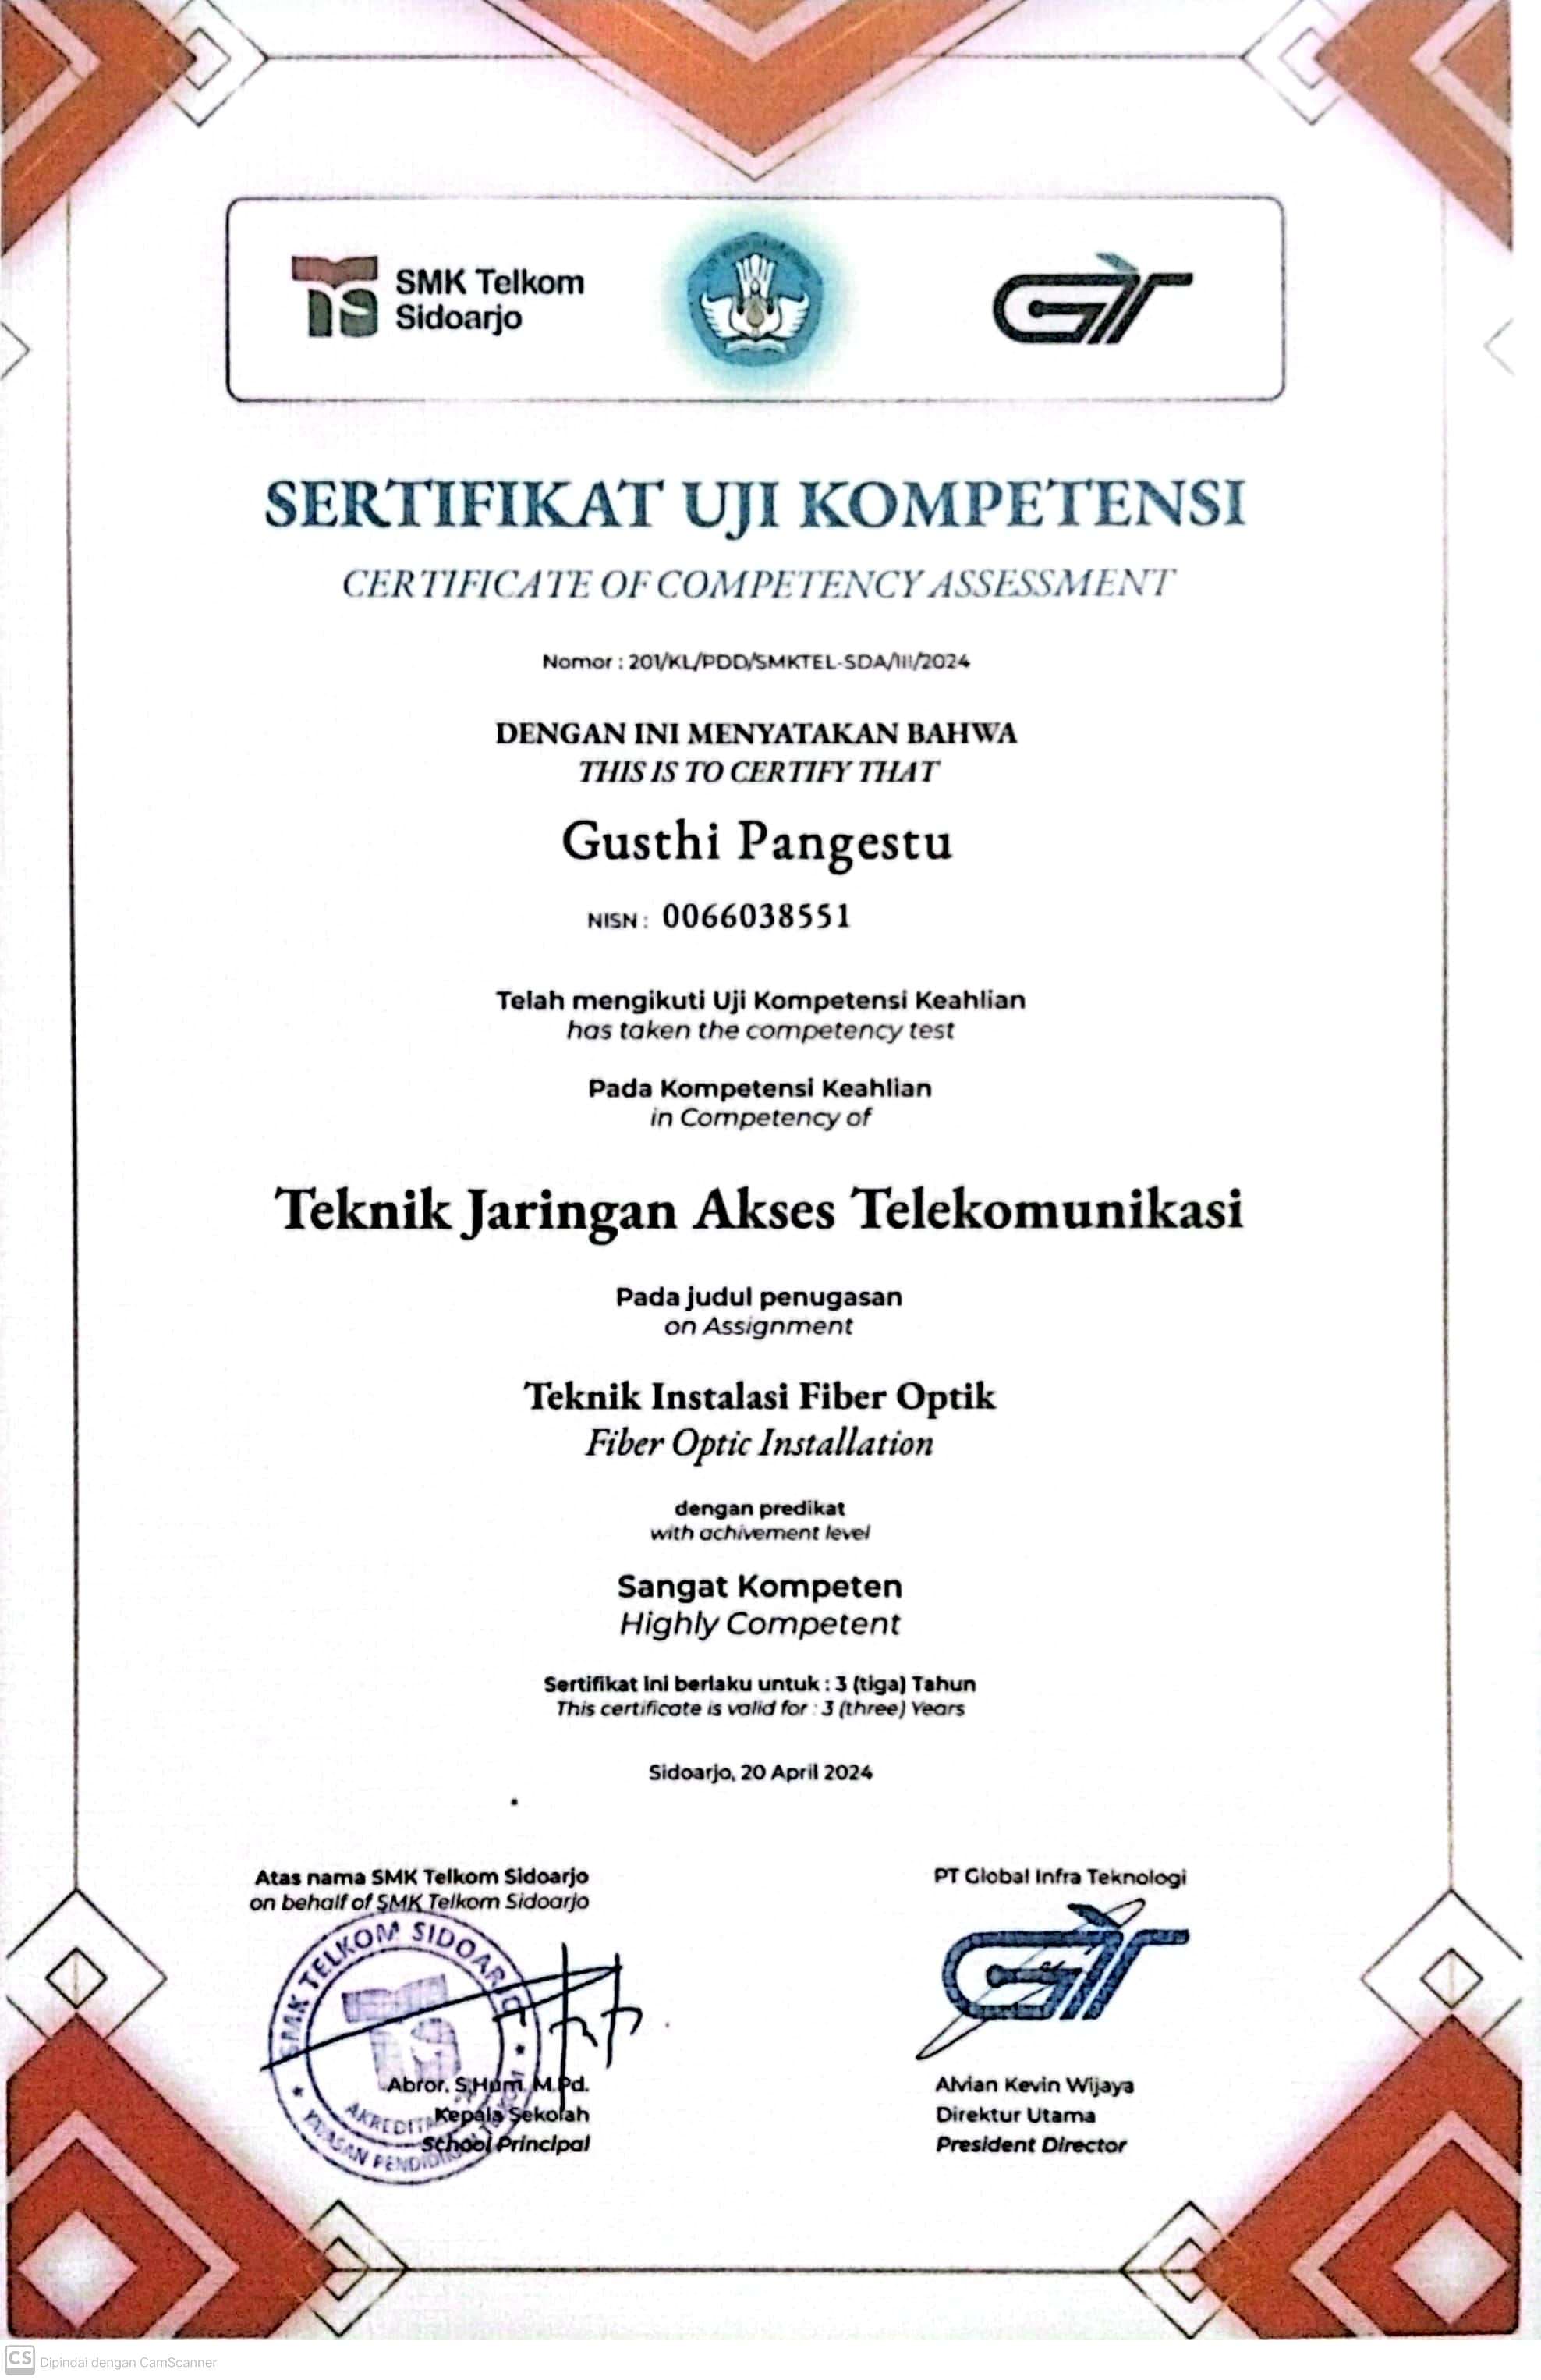 SMK Telkom
Sidoarjo
GIT
SERTIFIKAT UJI KOMPETENSI
CERTIFICATE OF COMPETENCY ASSESSMENT
Nomor : 201/KL/PDD/SMKTEL-SDA/III/2024
DENGAN INI MENYATAKAN BAHWA
THIS IS TO CERTIFY THAT
Gusthi Pangestu
NISN : 0066038551
Telah mengikuti Uji Kompetensi Keahlian
has taken the competency test
Pada Kompetensi Keahlian
in Competency of
Teknik Jaringan Akses Telekomunikasi
Pada judul penugasan
on Assignment
Teknik Instalasi Fiber Optik
Fiber Optic Installation
dengan predikat
with achivement level
Sangat Kompeten
Highly Competent
Sertifikat ini berlaku untuk : 3 (tiga) Tahun
This certificate is valid for : 3 (three) Years
Sidoarjo, 20 April 2024
Atas nama SMK Telkom Sidoarjo
on behalf of SMK Telkom Sidoarjo
SMK TELKOM SIDOARJO
Abror. S.Hum. M.Pd.
Kepala Sekolah
School Principal
PT Global Infra Teknologi
GIT
Alvian Kevin Wijaya
Direktur Utama
President Director
CS Dipindai dengan CamScanner